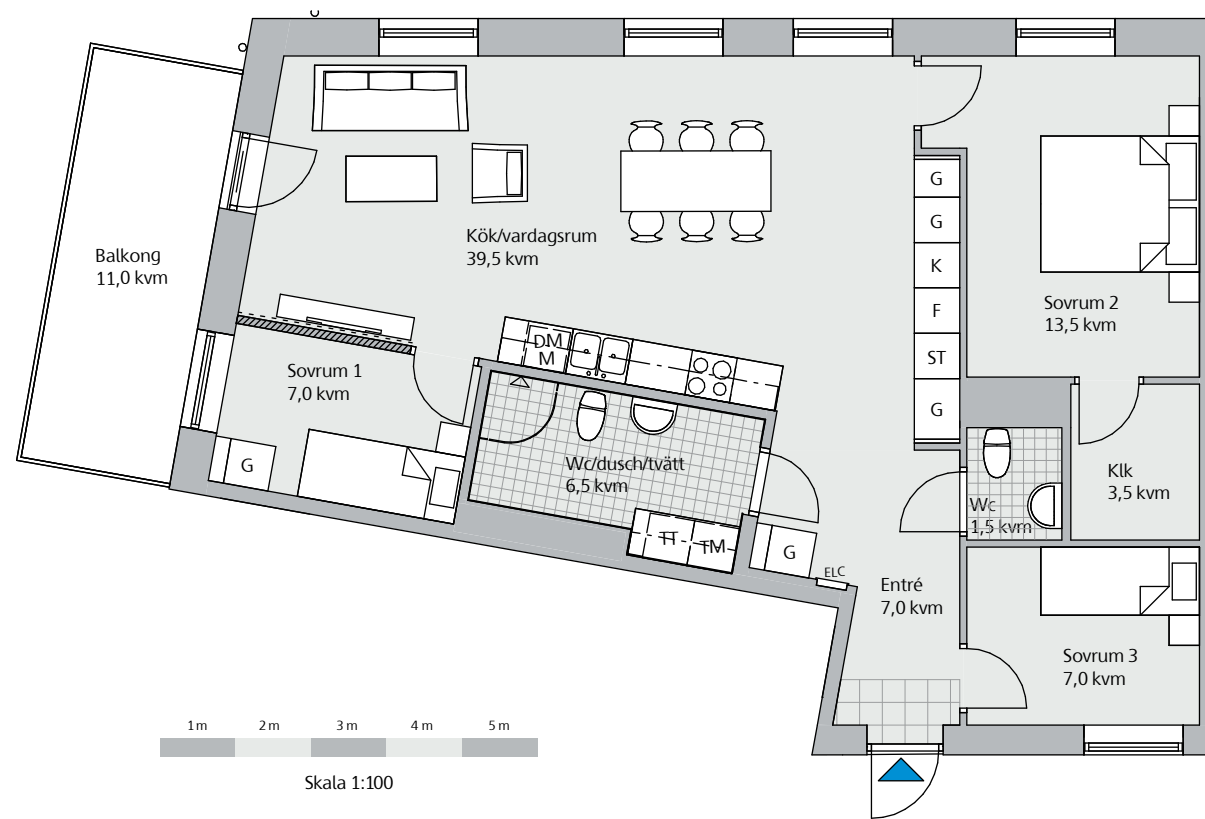 Balkong
11,0 kvm
Kök/vardagsrum
39,5 kvm
G
G
K
F
ST
G
Sovrum 2
13,5 kvm
DM
M
Sovrum 1
7,0 kvm
G
Wc/dusch/tvätt
6,5 kvm
TT
TM
G
ELC
Wc
1,5 kvm
Klk
3,5 kvm
Entré
7,0 kvm
Sovrum 3
7,0 kvm
1 m 2 m 3 m 4 m 5 m
Skala 1:100